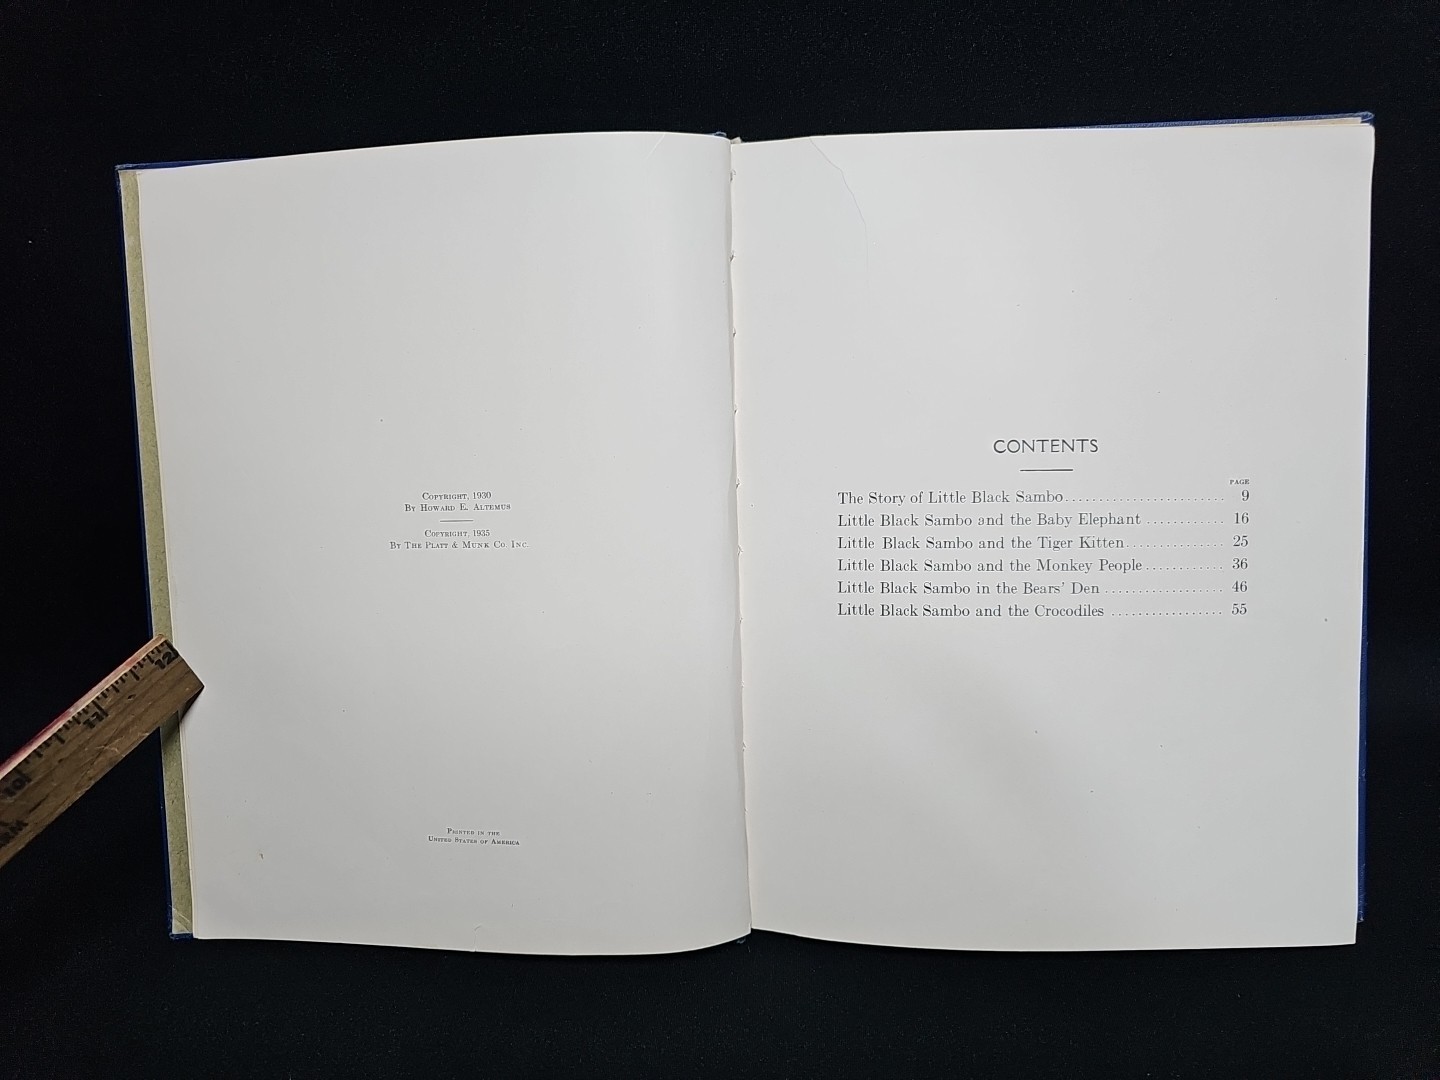 COPYRIGHT, 1930
BY HOWARD E. ALTEMUS
COPYRIGHT, 1935
BY THE PLATT & MUNK CO. INC.
PRINTED IN THE
UNITED STATES OF AMERICA
CONTENTS
PAGE
The Story of Little Black Sambo........................ 9
Little Black Sambo and the Baby Elephant ............ 16
Little Black Sambo and the Tiger Kitten............... 25
Little Black Sambo and the Monkey People............ 36
Little Black Sambo in the Bears' Den .................. 46
Little Black Sambo and the Crocodiles ................. 55
10 11 12